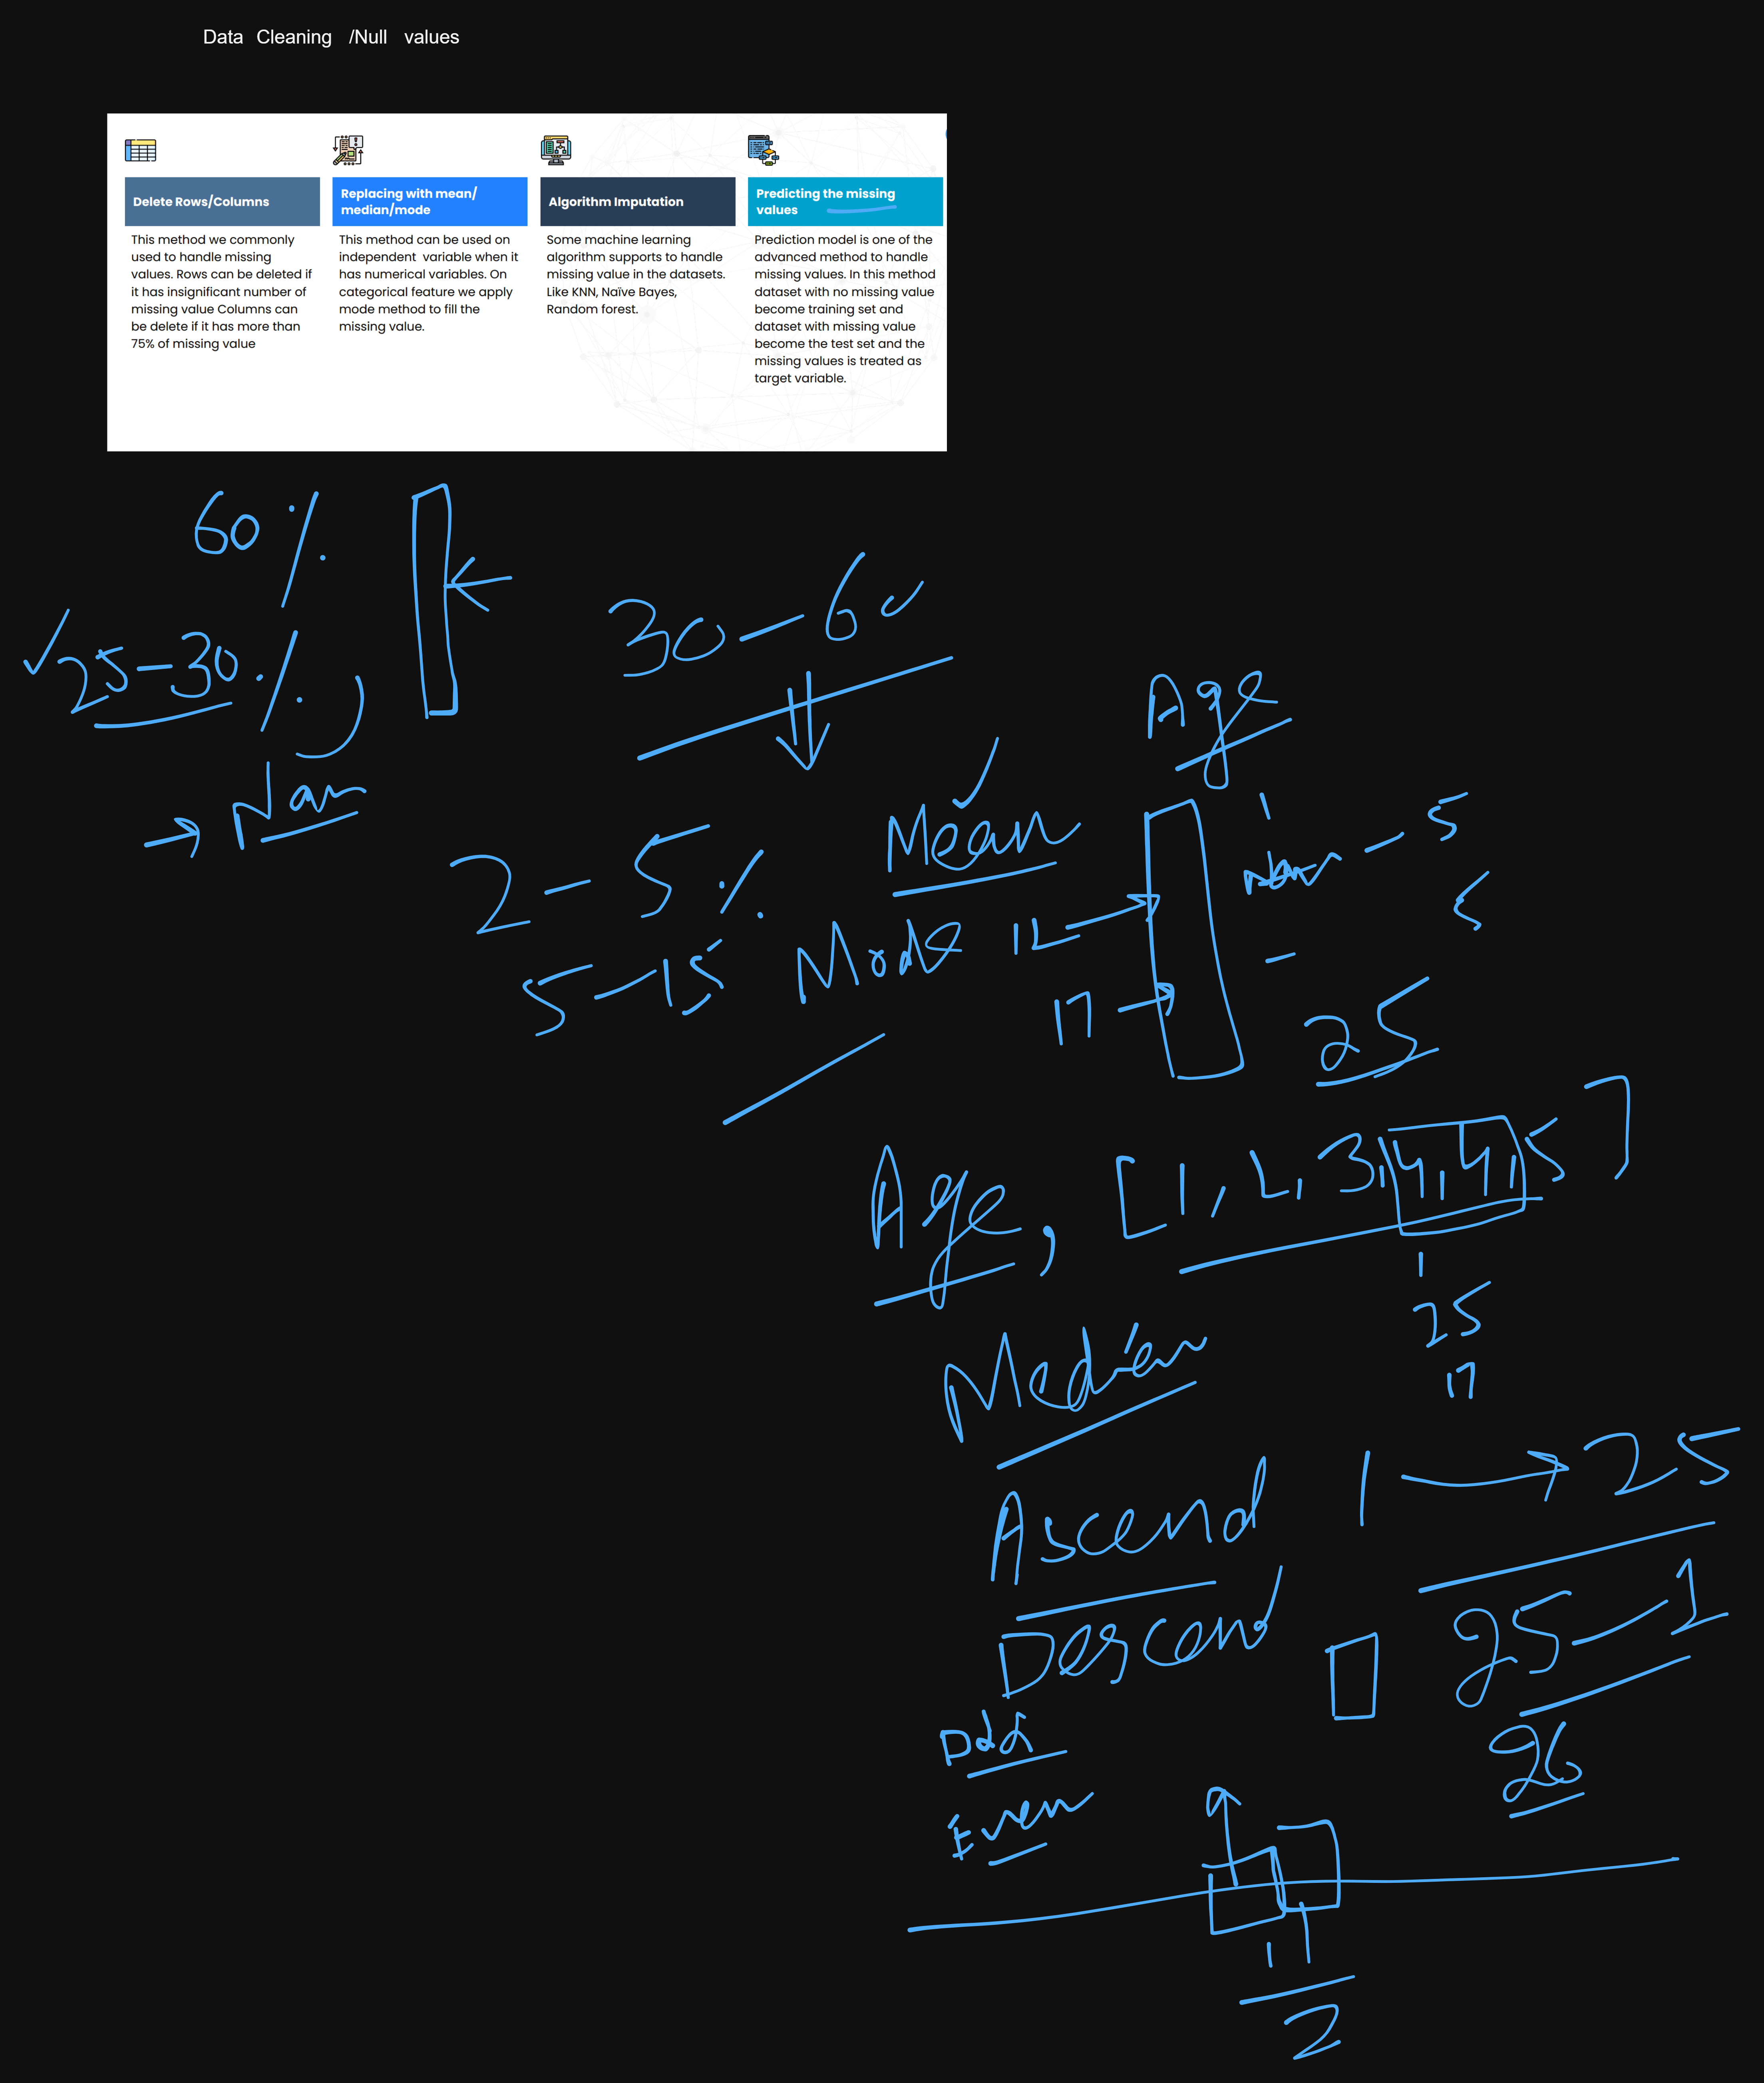 Data Cleaning /Null values
Delete Rows/Columns
This method we commonly
used to handle missing
values. Rows can be deleted if
it has insignificant number of
missing value Columns can
be delete if it has more than
75% of missing value
Replacing with mean/
median/mode
This method can be used on
independent variable when it
has numerical variables. On
categorical feature we apply
mode method to fill the
missing value.
Algorithm Imputation
Some machine learning
algorithm supports to handle
missing value in the datasets.
Like KNN, Naïve Bayes,
Random forest.
Predicting the missing
values
Prediction model is one of the
advanced method to handle
missing values. In this method
dataset with no missing value
become training set and
dataset with missing value
become the test set and the
missing values is treated as
target variable.
60%
25-30%
→ Nan
30-60
2-5%
5-15
Mean
Mode
Age
12 →
17 →
1
Nan - 5
-
25
Age, [1, 2, 3, 4, 4, 5]
1
25
17
Median
Ascend 1 → 25
Descend 25-1
26
Odd
Even
1 1
2